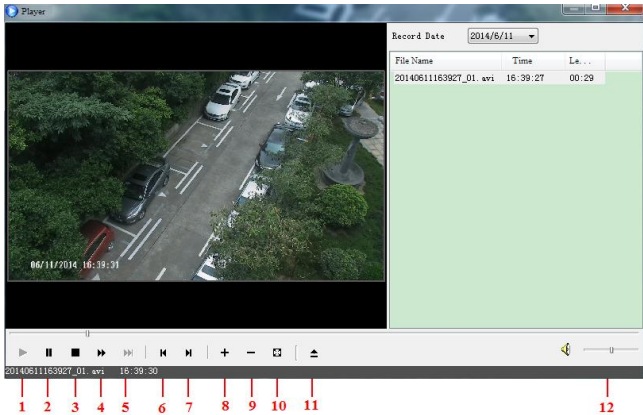 Player
Record Date 2014/6/11
File Name Time Le...
20140611163927_01.avi 16:39:27 00:29
06/11/2014 16:39:31
20140611163927_01.avi 16:39:30
1 2 3 4 5 6 7 8 9 10 11 12